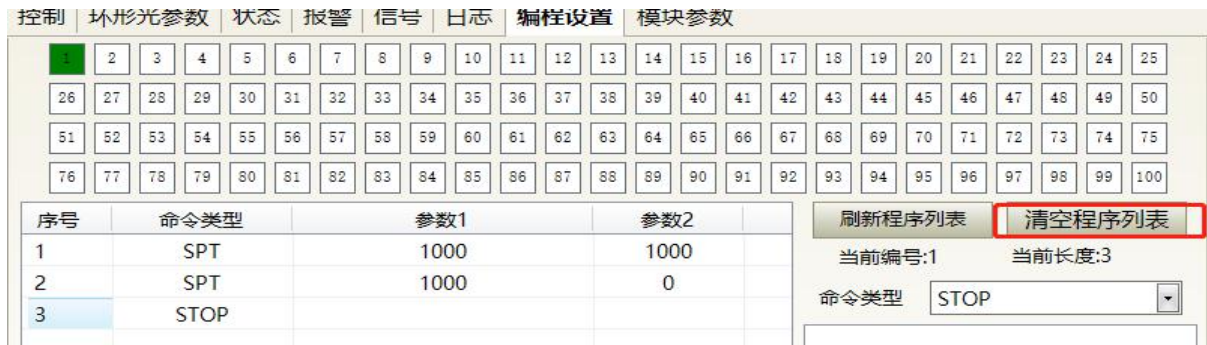 控制 环形光参数 状态 报警 信号 日志 编程设置 模块参数
1 2 3 4 5 6 7 8 9 10 11 12 13 14 15 16 17 18 19 20 21 22 23 24 25
26 27 28 29 30 31 32 33 34 35 36 37 38 39 40 41 42 43 44 45 46 47 48 49 50
51 52 53 54 55 56 57 58 59 60 61 62 63 64 65 66 67 68 69 70 71 72 73 74 75
76 77 78 79 80 81 82 83 84 85 86 87 88 89 90 91 92 93 94 95 96 97 98 99 100
序号 命令类型 参数1 参数2
1 SPT 1000 1000
2 SPT 1000 0
3 STOP
刷新程序列表 清空程序列表
当前编号:1 当前长度:3
命令类型 STOP